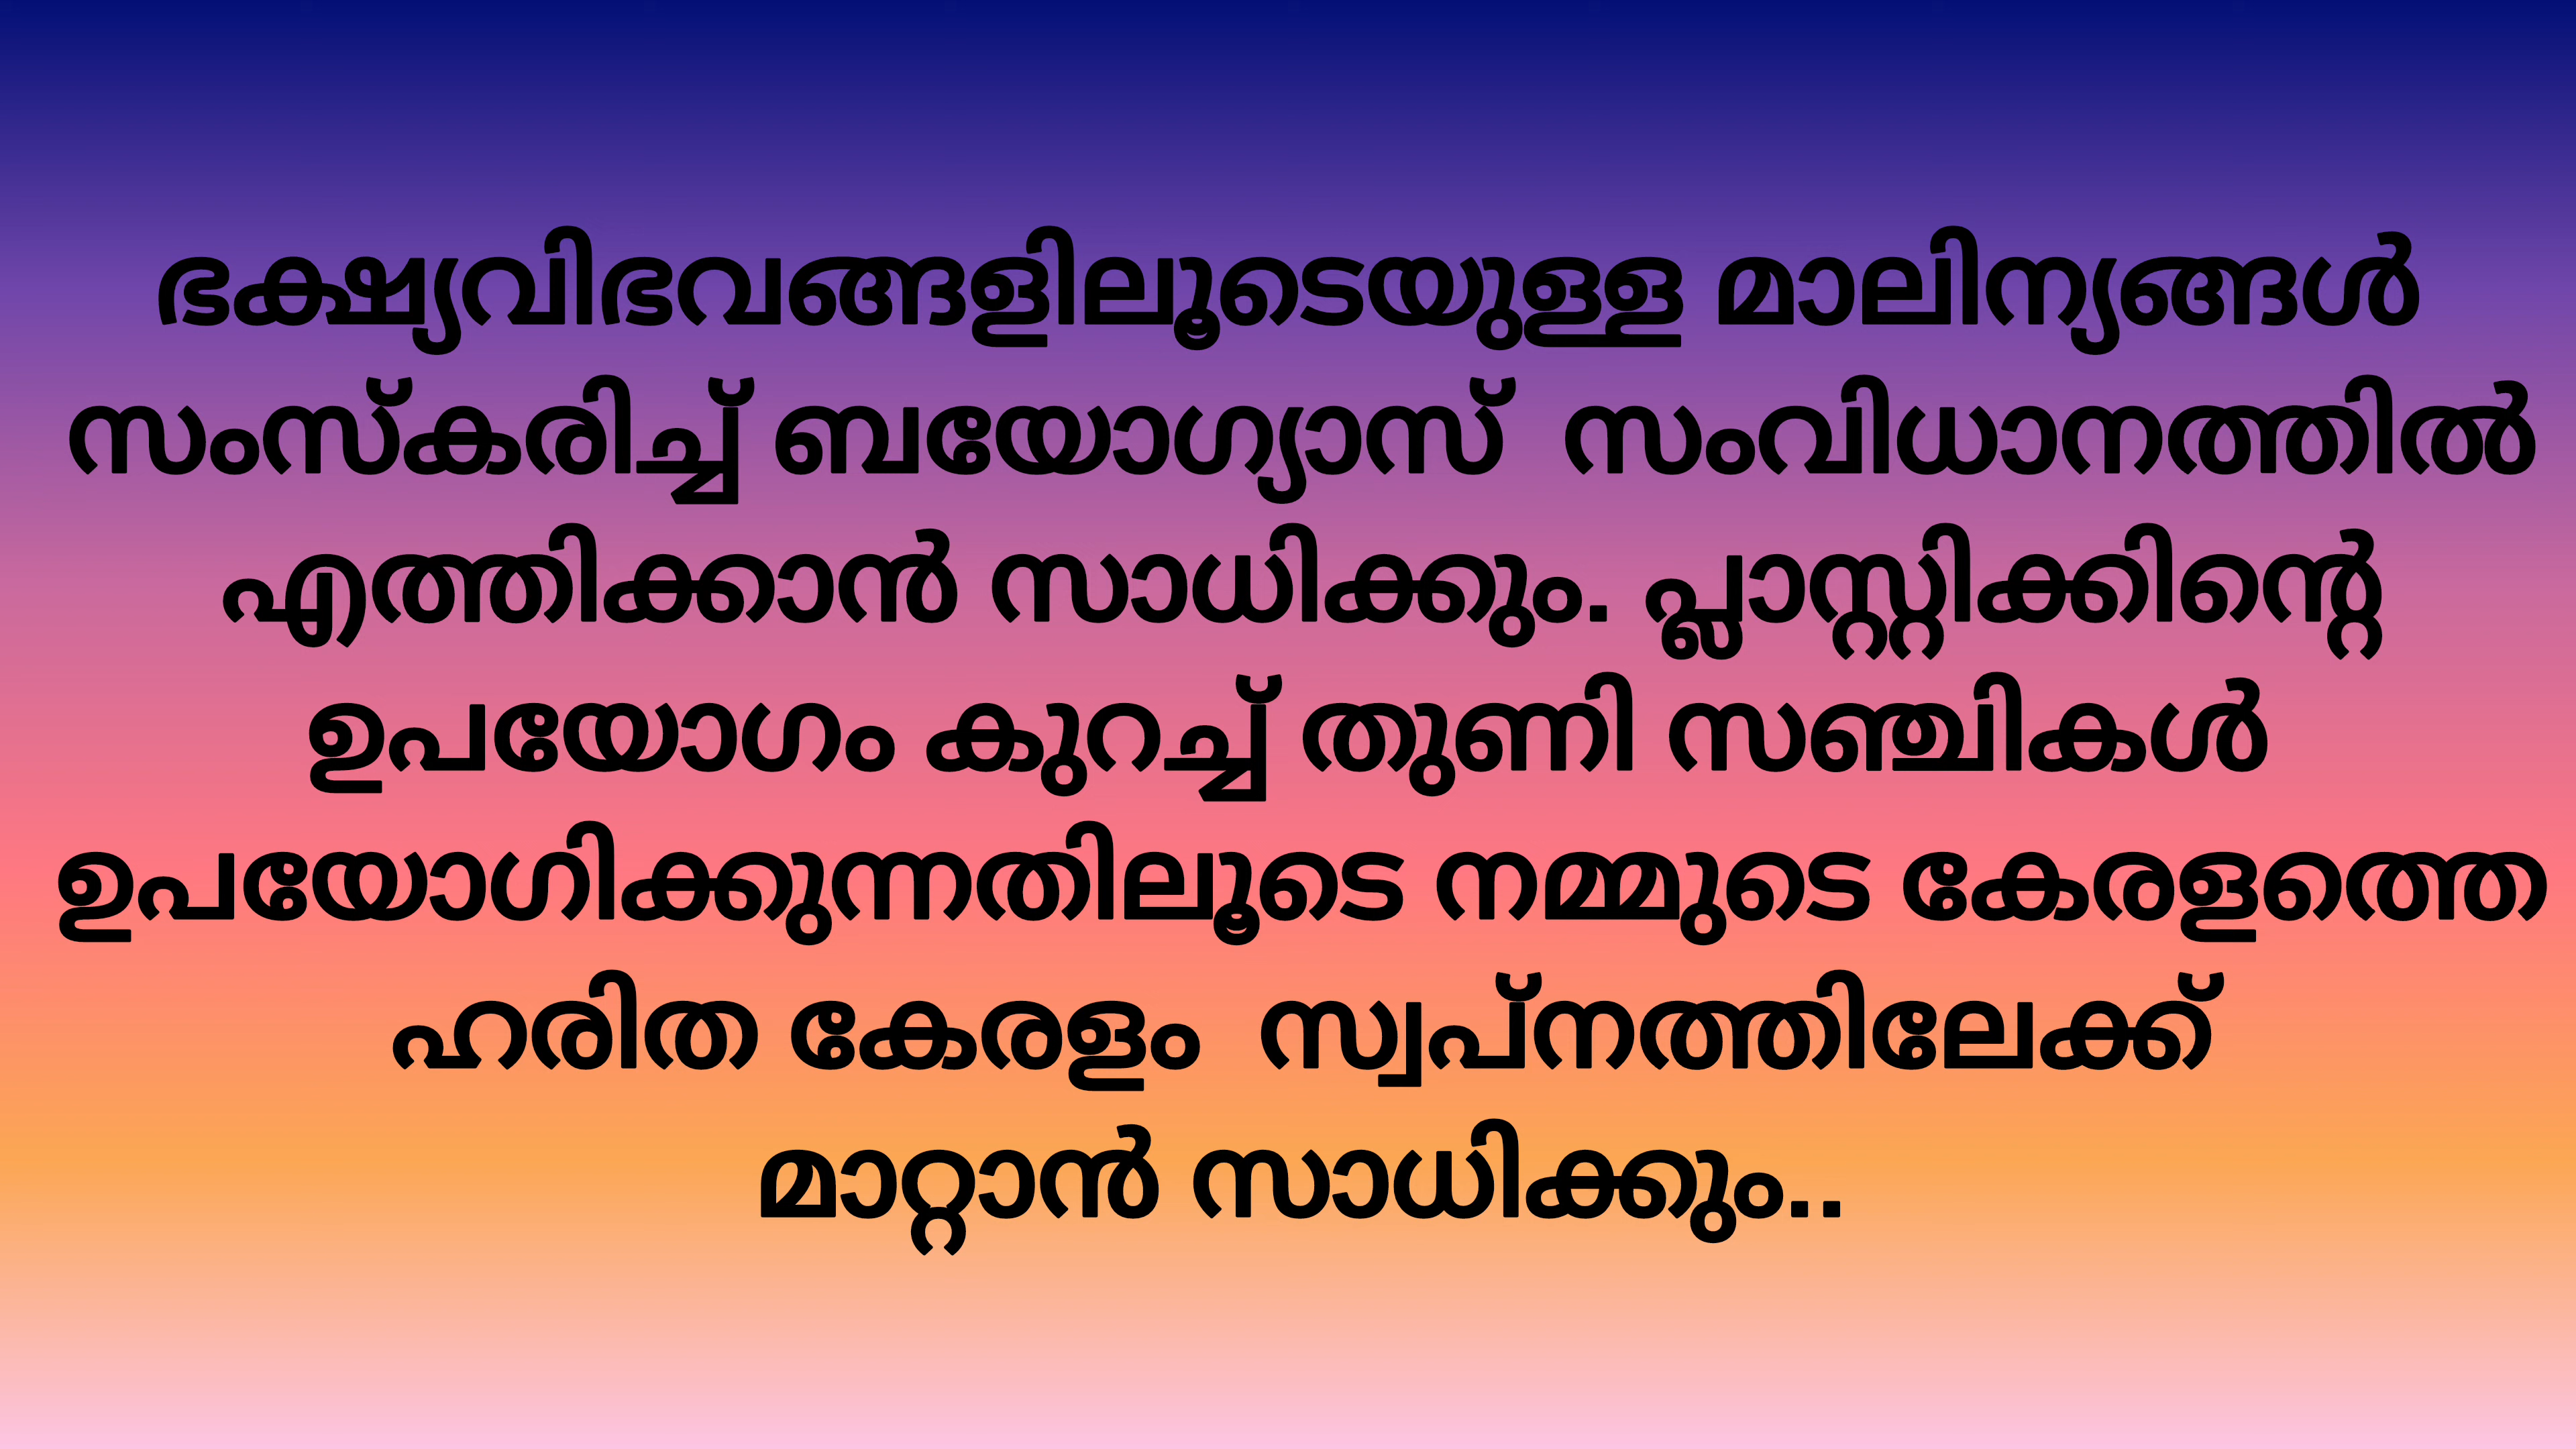 ഭക്ഷ്യവിഭവങ്ങളിലൂടെയുള്ള മാലിന്യങ്ങൾ
സംസ്കരിച്ച് ബയോഗ്യാസ്  സംവിധാനത്തിൽ
എത്തിക്കാൻ സാധിക്കും. പ്ലാസ്റ്റിക്കിന്റെ
ഉപയോഗം കുറച്ച് തുണി സഞ്ചികൾ
ഉപയോഗിക്കുന്നതിലൂടെ നമ്മുടെ കേരളത്തെ
ഹരിത കേരളം  സ്വപ്നത്തിലേക്ക്
മാറ്റാൻ സാധിക്കും..